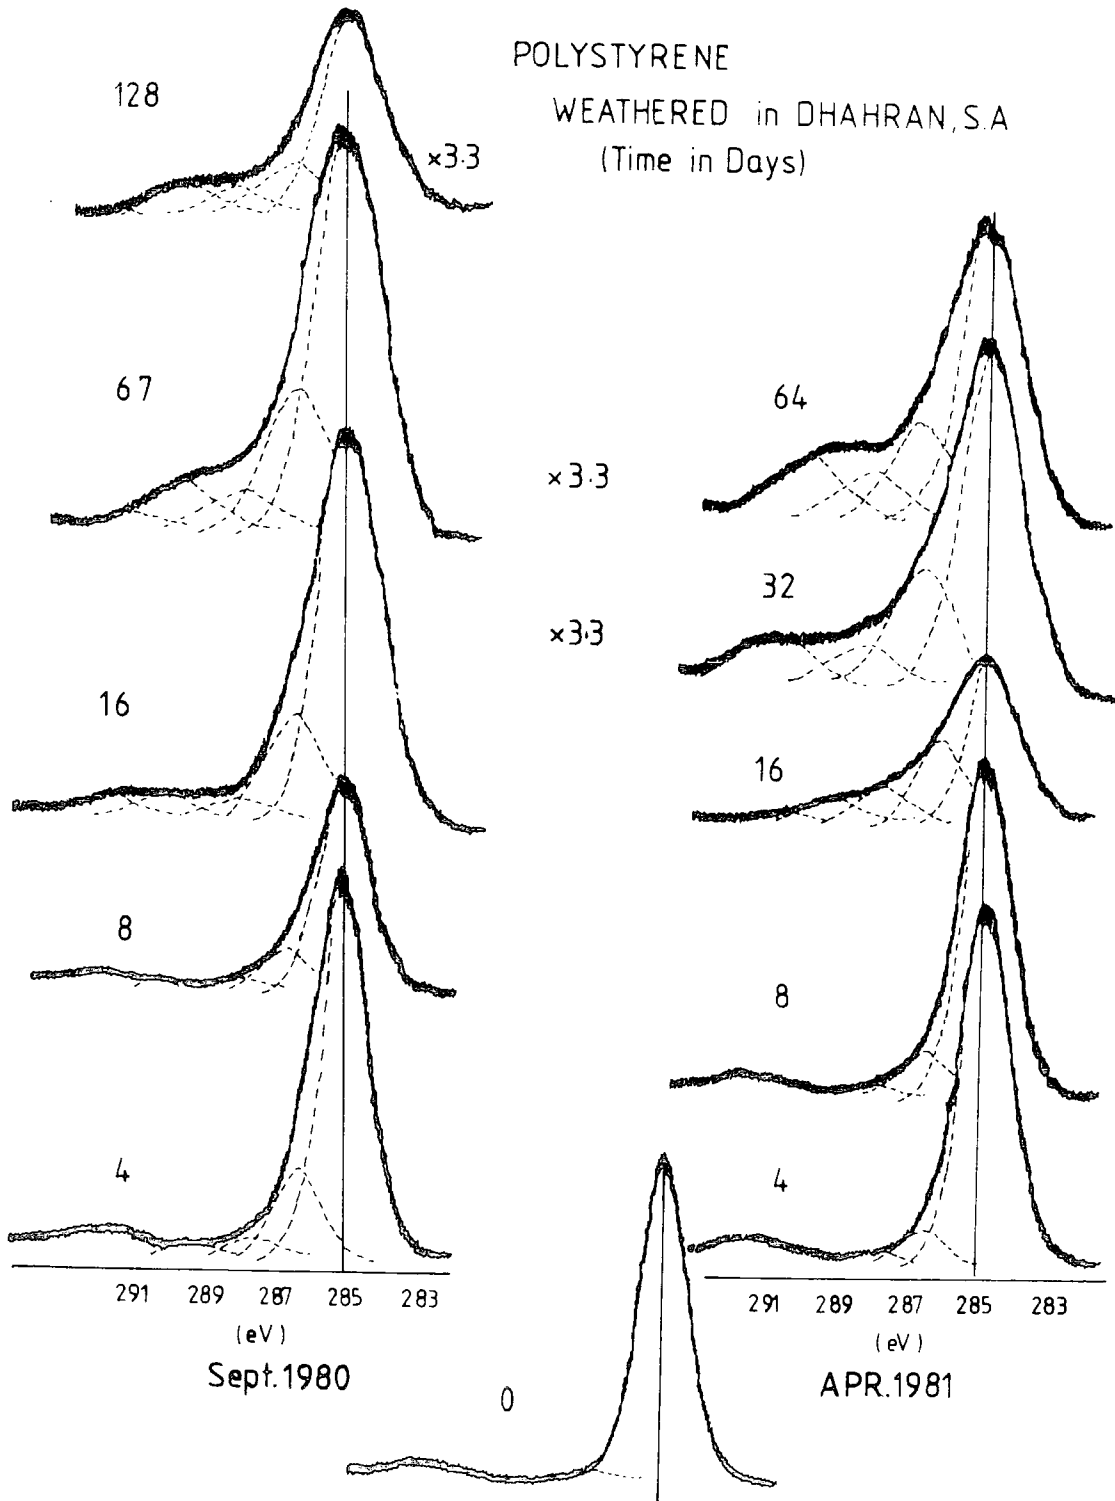 POLYSTYRENE
WEATHERED in DHAHRAN, S.A
(Time in Days)
128
×3.3
67
×3.3
64
×3.3
32
16
16
8
8
4
4
291 289 287 285 283
(eV)
Sept.1980
291 289 287 285 283
(eV)
APR.1981
0